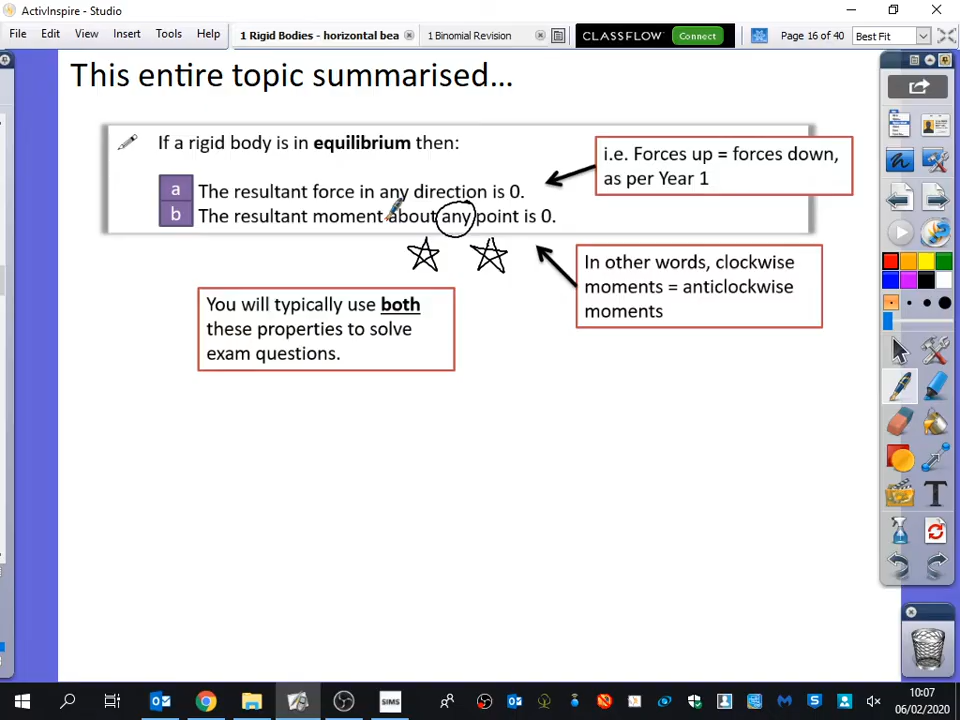 ActivInspire - Studio
File Edit View Insert Tools Help
1 Rigid Bodies - horizontal bea
1 Binomial Revision
CLASSFLOW Connect
Page 16 of 40
Best Fit
This entire topic summarised...
If a rigid body is in equilibrium then:
a The resultant force in any direction is 0.
b The resultant moment about any point is 0.
i.e. Forces up = forces down,
as per Year 1
In other words, clockwise
moments = anticlockwise
moments
You will typically use both
these properties to solve
exam questions.
SIMS
10:07
06/02/2020